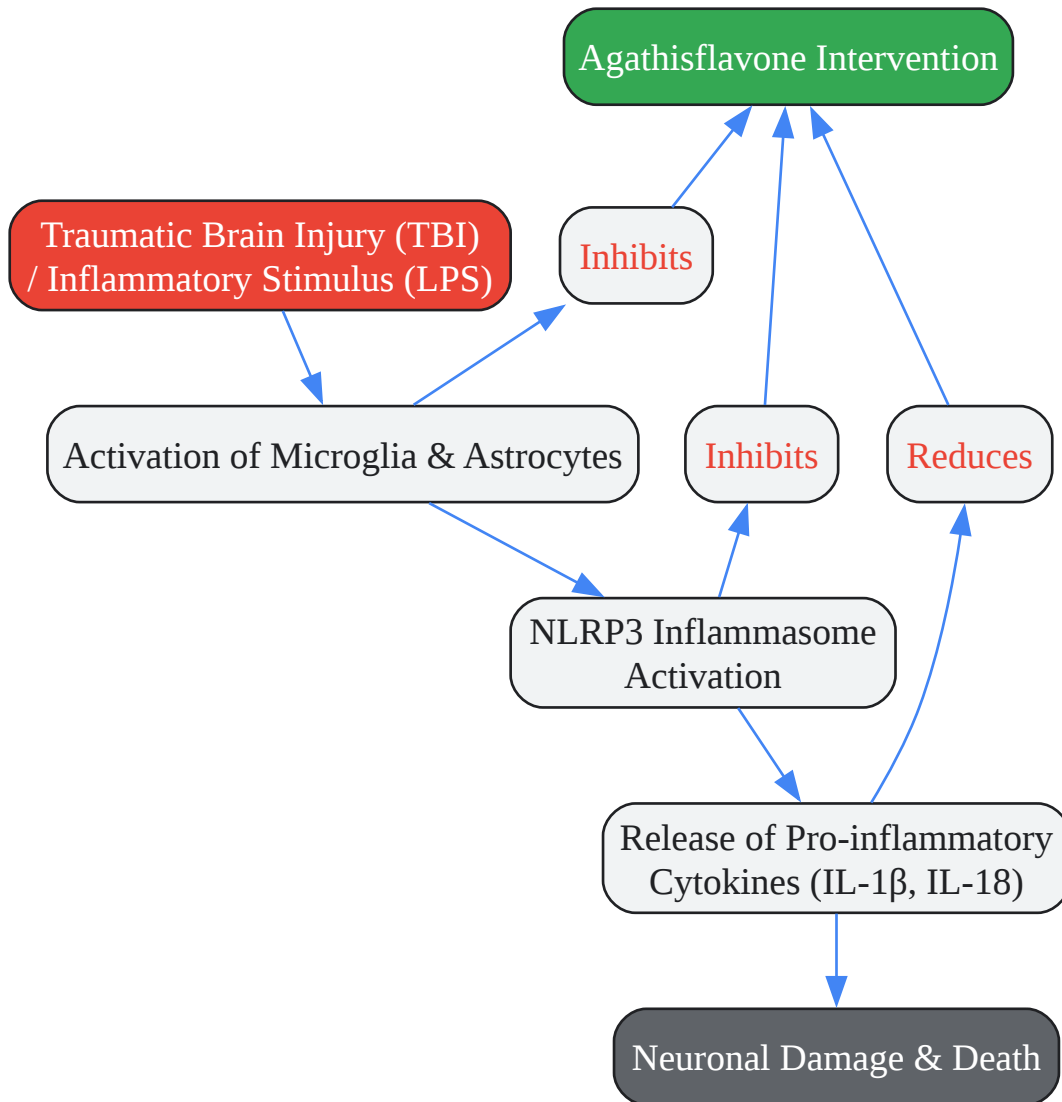 Agathisflavone Intervention
Traumatic Brain Injury (TBI)
/ Inflammatory Stimulus (LPS)
Inhibits
Activation of Microglia & Astrocytes
Inhibits
Reduces
NLRP3 Inflammasome
Activation
Release of Pro-inflammatory
Cytokines (IL-1β, IL-18)
Neuronal Damage & Death